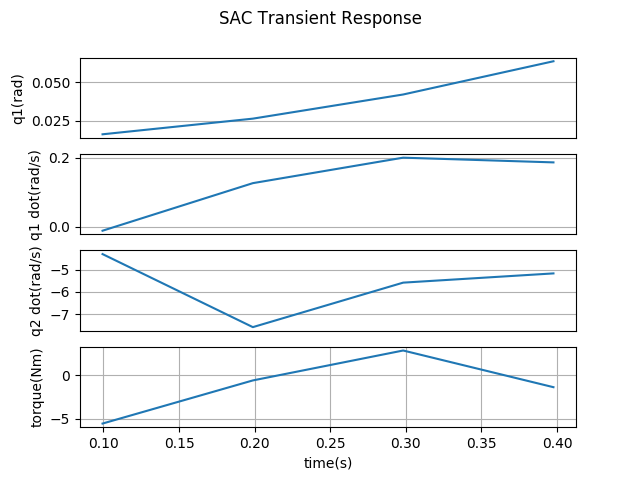 SAC Transient Response
q1(rad)
0.050
0.025
q1 dot(rad/s)
0.2
0.0
q2 dot(rad/s)
−5
−6
−7
torque(Nm)
0
−5
0.10 0.15 0.20 0.25 0.30 0.35 0.40
time(s)